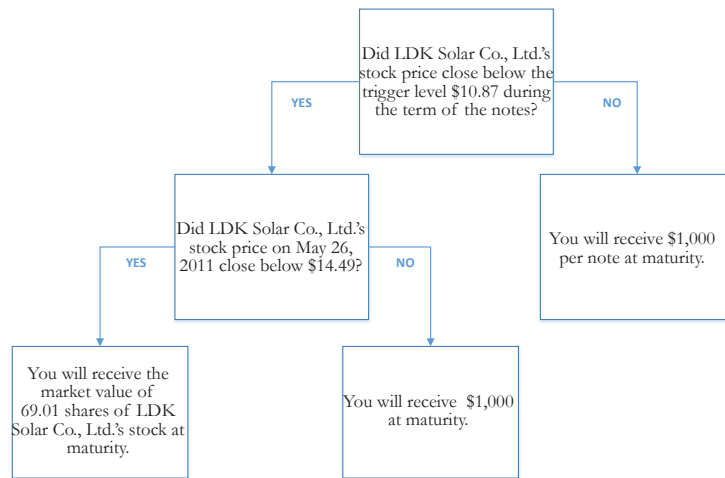 Did LDK Solar Co., Ltd.'s
stock price close below the
trigger level $10.87 during
the term of the notes?
YES
NO
Did LDK Solar Co., Ltd.'s
stock price on May 26,
2011 close below $14.49?
You will receive $1,000
per note at maturity.
YES
NO
You will receive the
market value of
69.01 shares of LDK
Solar Co., Ltd.'s stock at
maturity.
You will receive $1,000
at maturity.